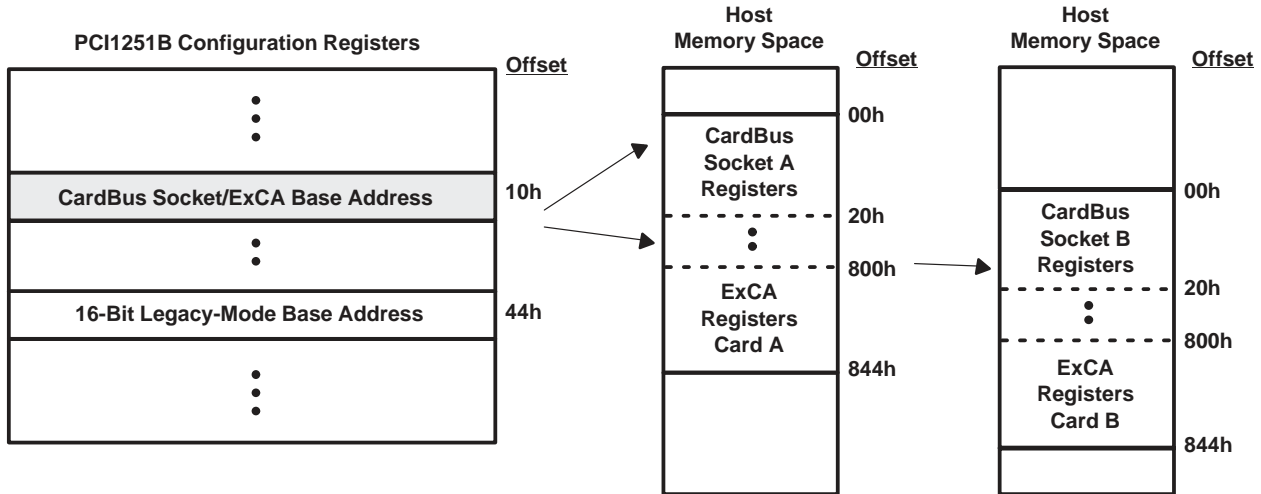 PCI1251B Configuration Registers
Offset
CardBus Socket/ExCA Base Address
10h
16-Bit Legacy-Mode Base Address
44h
Host
Memory Space
Offset
00h
CardBus
Socket A
Registers
20h
800h
ExCA
Registers
Card A
844h
Host
Memory Space
Offset
00h
CardBus
Socket B
Registers
20h
800h
ExCA
Registers
Card B
844h